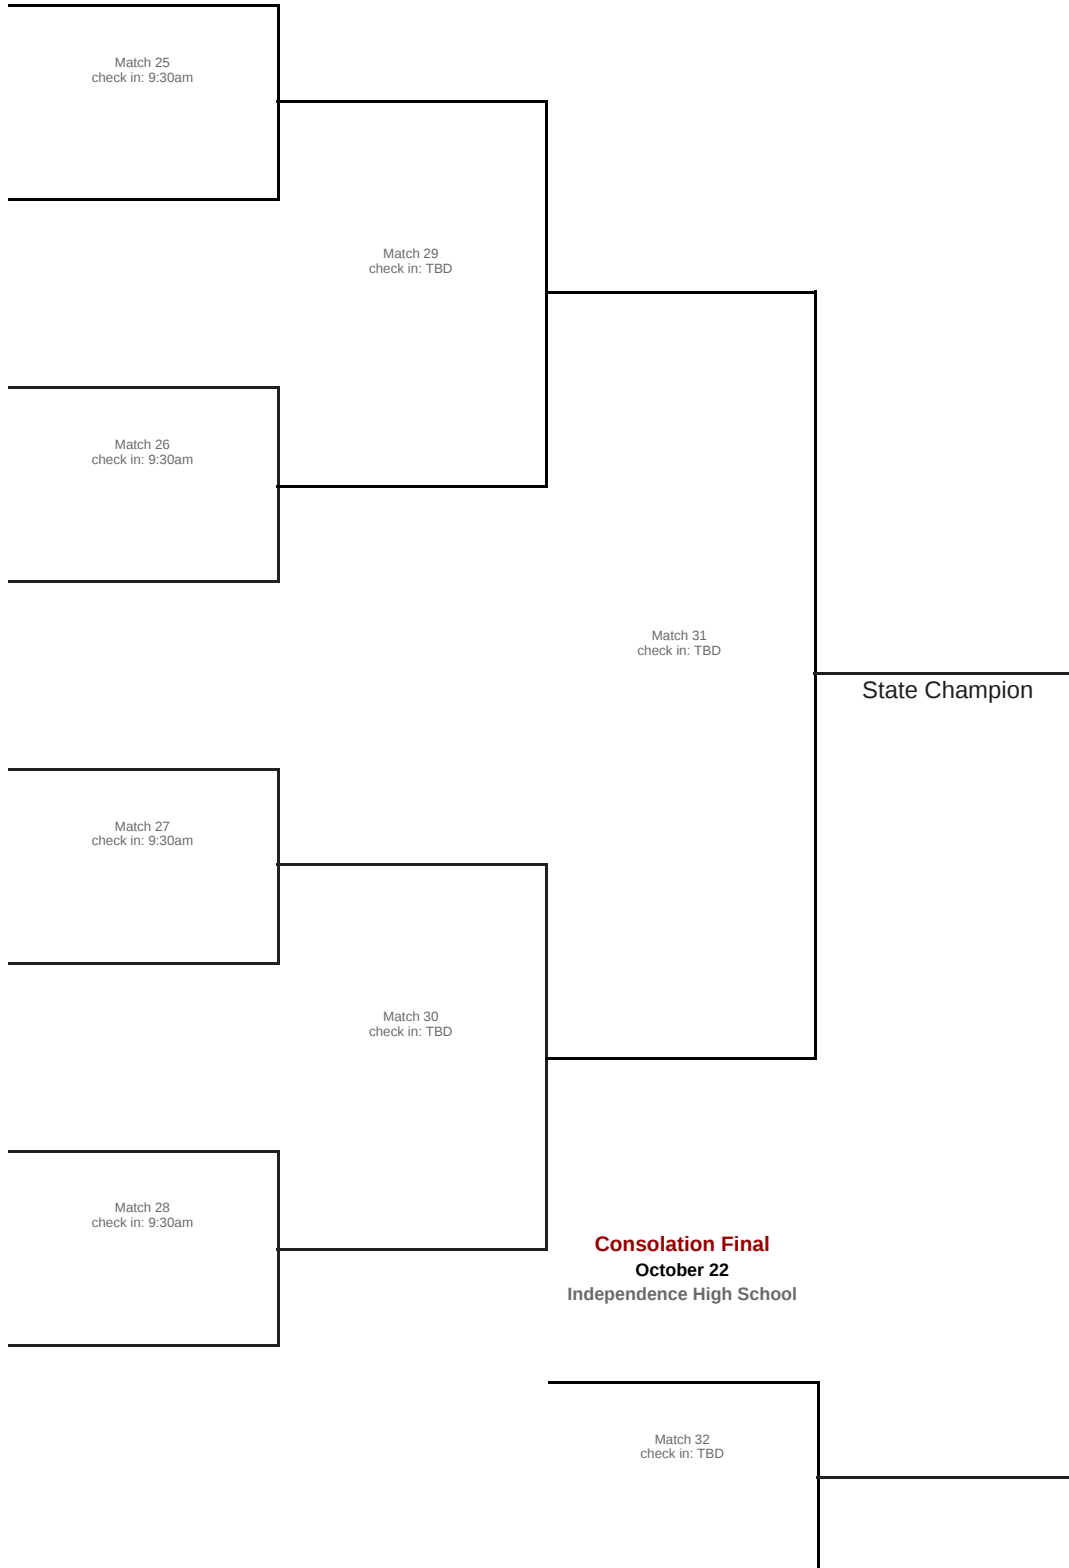 Match 25
check in: 9:30am
Match 29
check in: TBD
Match 26
check in: 9:30am
Match 31
check in: TBD
State Champion
Match 27
check in: 9:30am
Match 30
check in: TBD
Match 28
check in: 9:30am
Consolation Final
October 22
Independence High School
Match 32
check in: TBD